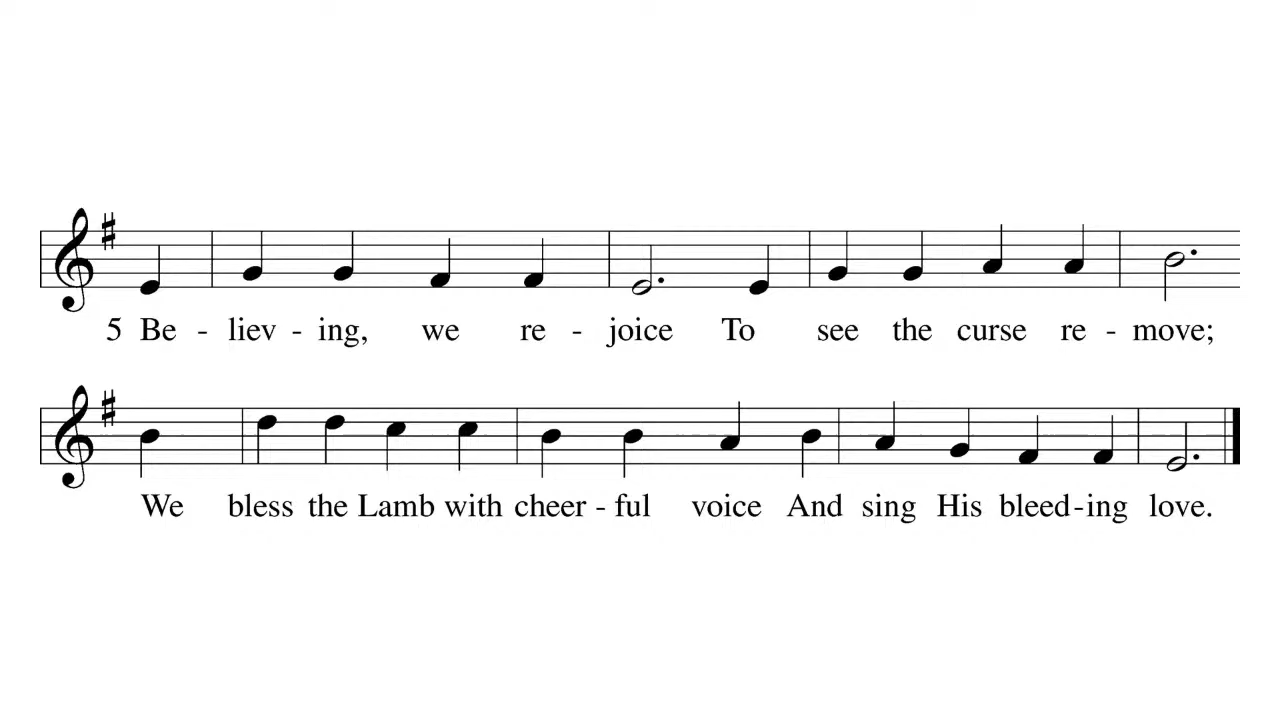 5 Be - liev - ing, we re - joice To see the curse re - move;
We bless the Lamb with cheer - ful voice And sing His bleed - ing love.